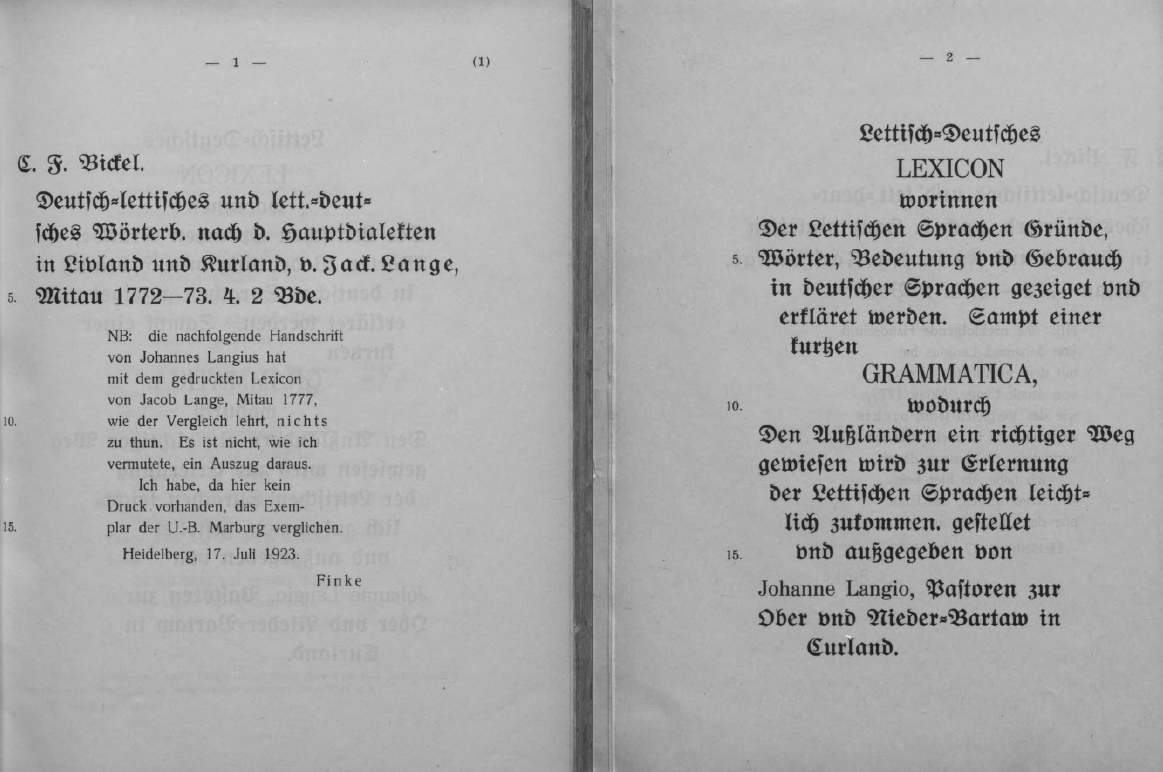 — 1 — (1)
C. F. Bickel.
Deutsch-lettisches und lett.-deut-
sches Wörterb. nach d. Hauptdialekten
in Livland und Kurland, v. Jack. Lange,
5. Mitau 1772—73. 4. 2 Bde.
NB: die nachfolgende Handschrift
von Johannes Langius hat
mit dem gedruckten Lexicon
von Jacob Lange, Mitau 1777,
10. wie der Vergleich lehrt, nichts
zu thun. Es ist nicht, wie ich
vermutete, ein Auszug daraus.
Ich habe, da hier kein
Druck vorhanden, das Exem-
15. plar der U.-B. Marburg verglichen.
Heidelberg, 17. Juli 1923.
Finke
— 2 —
Lettisch-Deutsches
LEXICON
worinnen
Der Lettischen Sprachen Gründe,
5. Wörter, Bedeutung vnd Gebrauch
in deutscher Sprachen gezeiget vnd
erkläret werden. Sampt einer
kurtzen
GRAMMATICA,
10. wodurch
Den Außländern ein richtiger Weg
gewiesen wird zur Erlernung
der Lettischen Sprachen leicht-
lich zukommen. gestellet
15. vnd außgegeben von
Johanne Langio, Pastoren zur
Ober vnd Nieder-Bartaw in
Curland.